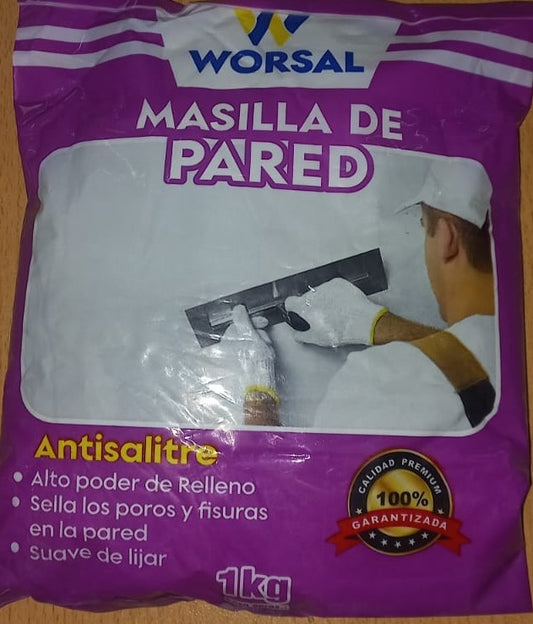 WORSAL
MASILLA DE
PARED
Antisalitre
• Alto poder de Relleno
• Sella los poros y fisuras
en la pared
• Suave de lijar
CALIDAD PREMIUM
100%
GARANTIZADA
1kg